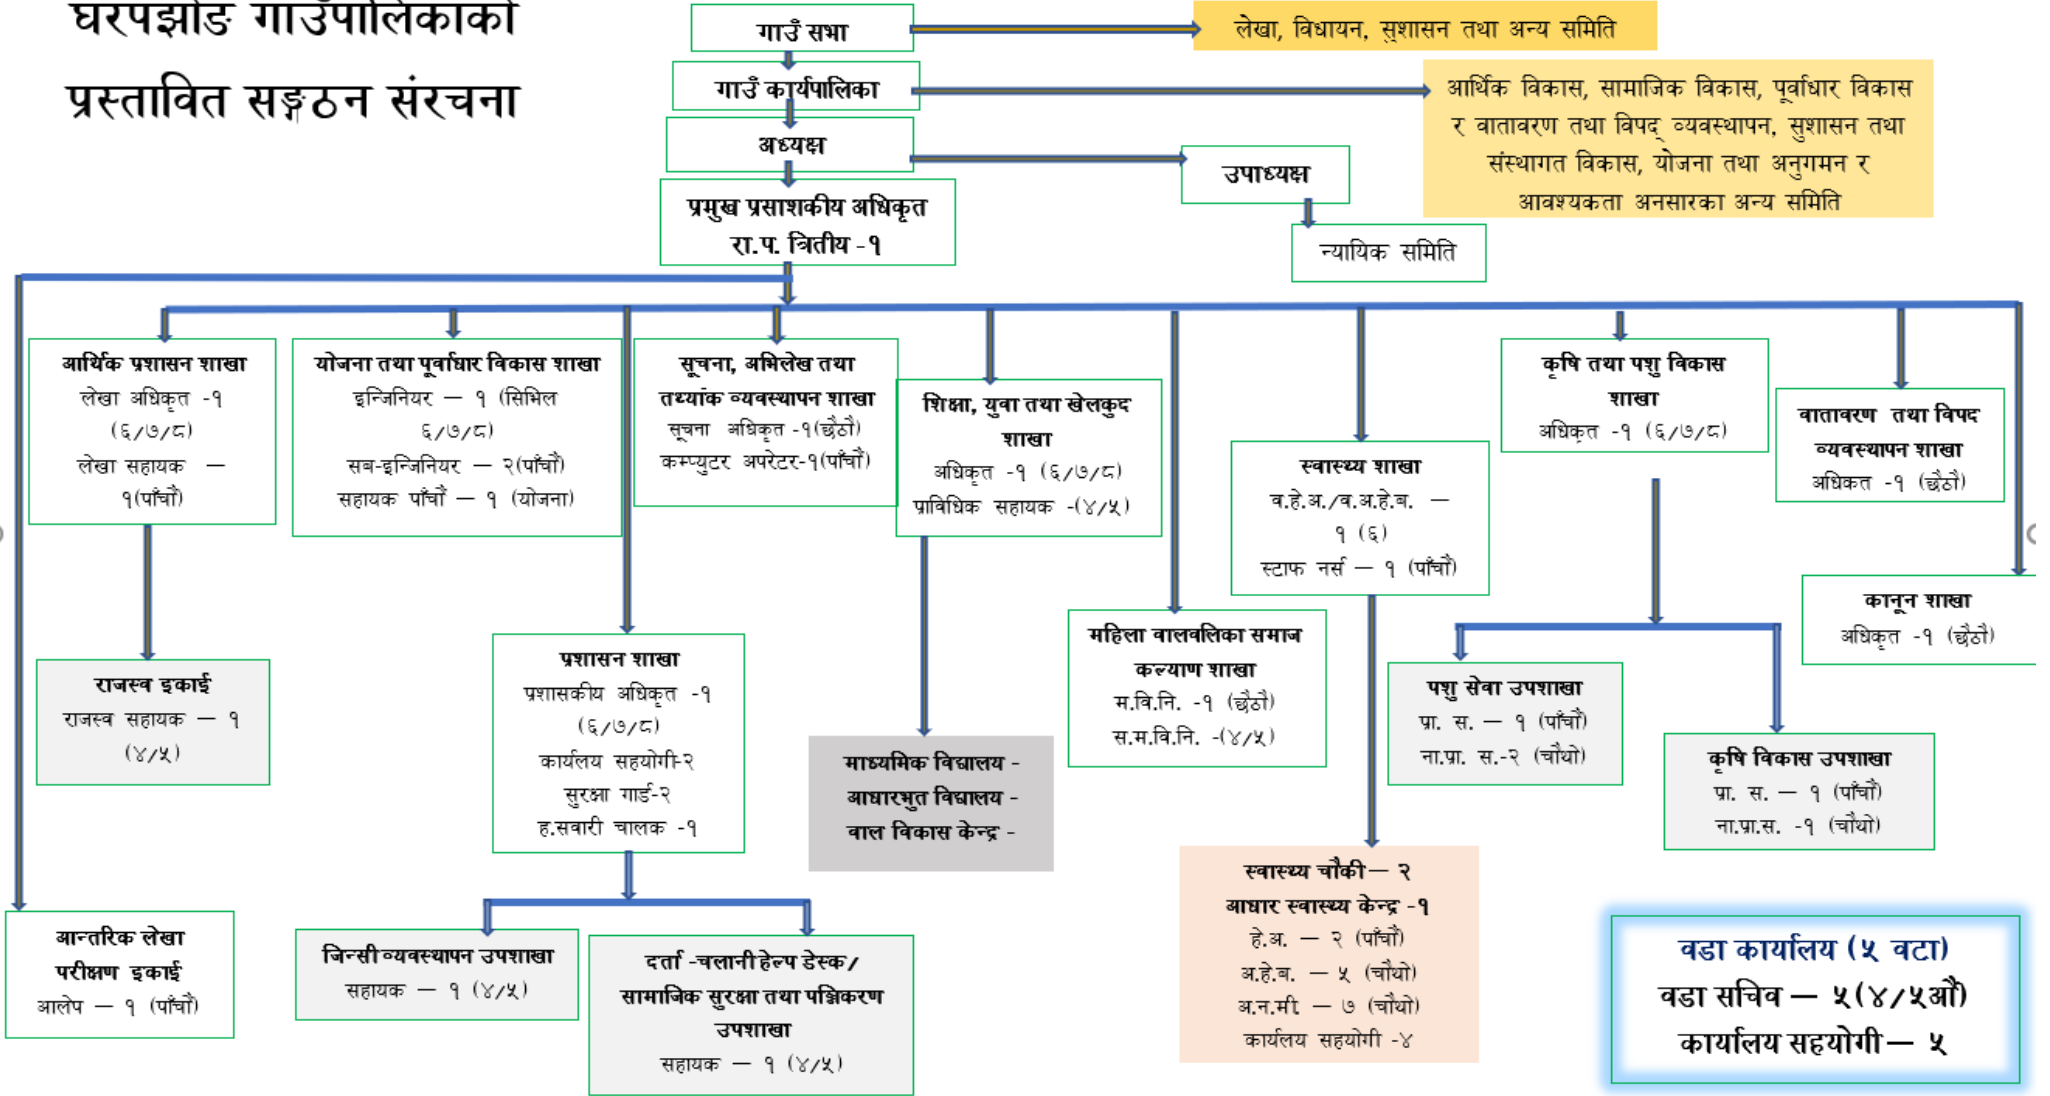 घरपझोङ गाउँपालिकाको
प्रस्तावित सङ्गठन संरचना
गाउँ सभा
लेखा, विधायन, सुशासन तथा अन्य समिति
गाउँ कार्यपालिका
आर्थिक विकास, सामाजिक विकास, पूर्वाधार विकास
र वातावरण तथा विपद् व्यवस्थापन, सुशासन तथा
संस्थागत विकास, योजना तथा अनुगमन र
आवश्यकता अनसारका अन्य समिति
अध्यक्ष
उपाध्यक्ष
न्यायिक समिति
प्रमुख प्रसाशकीय अधिकृत
रा.प. त्रितीय -१
आर्थिक प्रशासन शाखा
लेखा अधिकृत -१
(६/७/८)
लेखा सहायक –
१(पाँचौं)
योजना तथा पूर्वाधार विकास शाखा
इन्जिनियर – १ (सिभिल
६/७/८)
सब-इन्जिनियर – २(पाँचौं)
सहायक पाँचौं – १ (योजना)
सूचना, अभिलेख तथा
तथ्यांक व्यवस्थापन शाखा
सूचना अधिकृत -१(छैठौं)
कम्प्युटर अपरेटर-१(पाँचौं)
शिक्षा, युवा तथा खेलकुद
शाखा
अधिकृत -१ (६/७/८)
प्राविधिक सहायक -(४/५)
स्वास्थ्य शाखा
व.हे.अ./व.अ.हे.ब. –
१ (६)
स्टाफ नर्स – १ (पाँचौं)
कृषि तथा पशु विकास
शाखा
अधिकृत -१ (६/७/८)
वातावरण तथा विपद
व्यवस्थापन शाखा
अधिकत -१ (छैठौं)
कानून शाखा
अधिकृत -१ (छैठौं)
राजस्व इकाई
राजस्व सहायक – १
(४/५)
प्रशासन शाखा
प्रशासकीय अधिकृत -१
(६/७/८)
कार्यलय सहयोगी-२
सुरक्षा गार्ड-२
ह.सवारी चालक -१
माध्यमिक विद्यालय -
आधारभुत विद्यालय -
वाल विकास केन्द्र -
महिला वालवलिका समाज
कल्याण शाखा
म.वि.नि. -१ (छैठौं)
स.म.वि.नि. -(४/५)
पशु सेवा उपशाखा
प्रा. स. – १ (पाँचौं)
ना.प्रा. स.-२ (चौथो)
कृषि विकास उपशाखा
प्रा. स. – १ (पाँचौं)
ना.प्रा.स. -१ (चौथो)
स्वास्थ्य चौकी– २
आधार स्वास्थ्य केन्द्र -१
हे.अ. – २ (पाँचौं)
अ.हे.ब. – ५ (चौथो)
अ.न.मी. – ७ (चौथो)
कार्यलय सहयोगी -४
आन्तरिक लेखा
परीक्षण इकाई
आलेप – १ (पाँचौं)
जिन्सी व्यवस्थापन उपशाखा
सहायक – १ (४/५)
दर्ता -चलानी हेल्प डेस्क/
सामाजिक सुरक्षा तथा पञ्जिकरण
उपशाखा
सहायक – १ (४/५)
वडा कार्यालय (५ वटा)
वडा सचिव – ५(४/५औं)
कार्यालय सहयोगी– ५